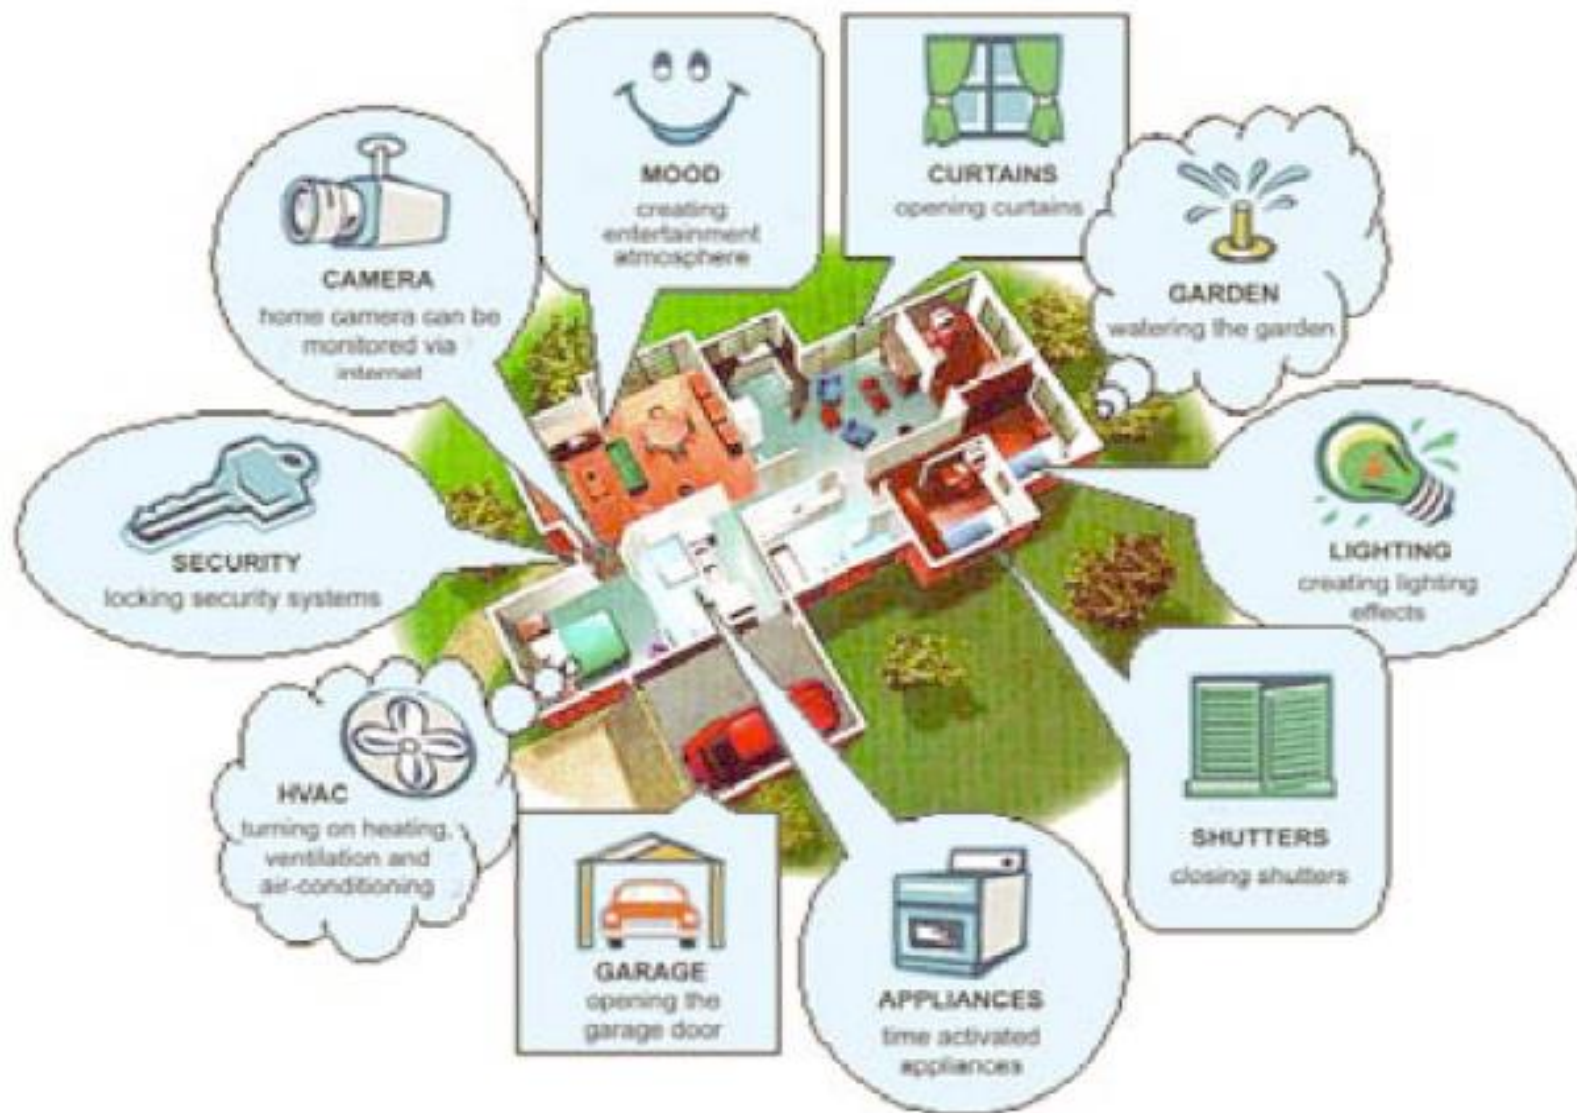 MOOD
creating
entertainment
atmosphere
CURTAINS
opening curtains
CAMERA
home camera can be
monitored via
internet
GARDEN
watering the garden
SECURITY
locking security systems
LIGHTING
creating lighting
effects
HVAC
turning on heating,
ventilation and
air-conditioning
SHUTTERS
closing shutters
GARAGE
opening the
garage door
APPLIANCES
time activated
appliances